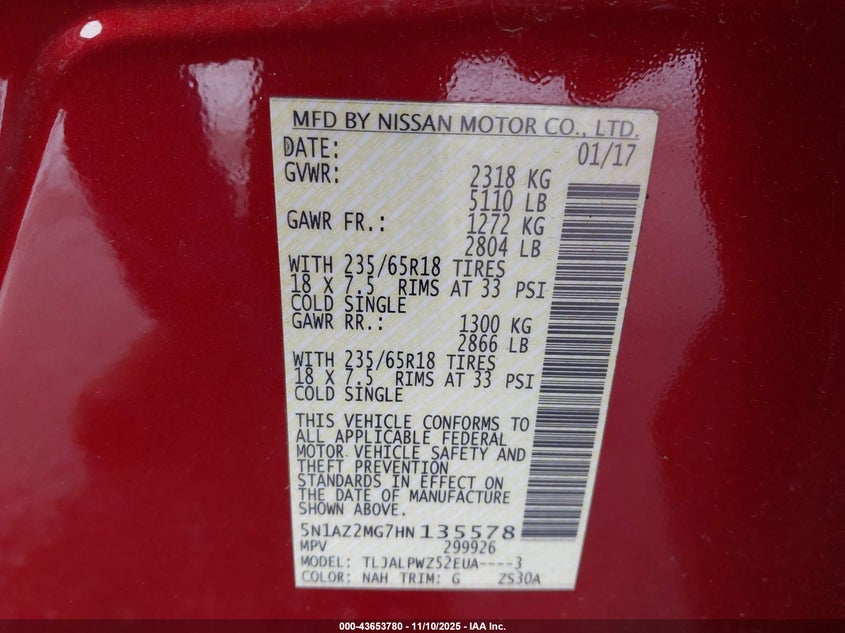 MFD BY NISSAN MOTOR CO., LTD.
DATE: 01/17
GVWR: 2318 KG
5110 LB
GAWR FR.: 1272 KG
2804 LB
WITH 235/65R18 TIRES
18 X 7.5 RIMS AT 33 PSI
COLD SINGLE
GAWR RR.: 1300 KG
2866 LB
WITH 235/65R18 TIRES
18 X 7.5 RIMS AT 33 PSI
COLD SINGLE
THIS VEHICLE CONFORMS TO
ALL APPLICABLE FEDERAL
MOTOR VEHICLE SAFETY AND
THEFT PREVENTION
STANDARDS IN EFFECT ON
THE DATE OF MANUFACTURE
SHOWN ABOVE.
5N1AZ2MG7HN135578
MPV 299926
MODEL: TLJALPWZ52EUA----3
COLOR: NAH TRIM: G ZS30A
000-43653780 - 11/10/2025 - IAA Inc.